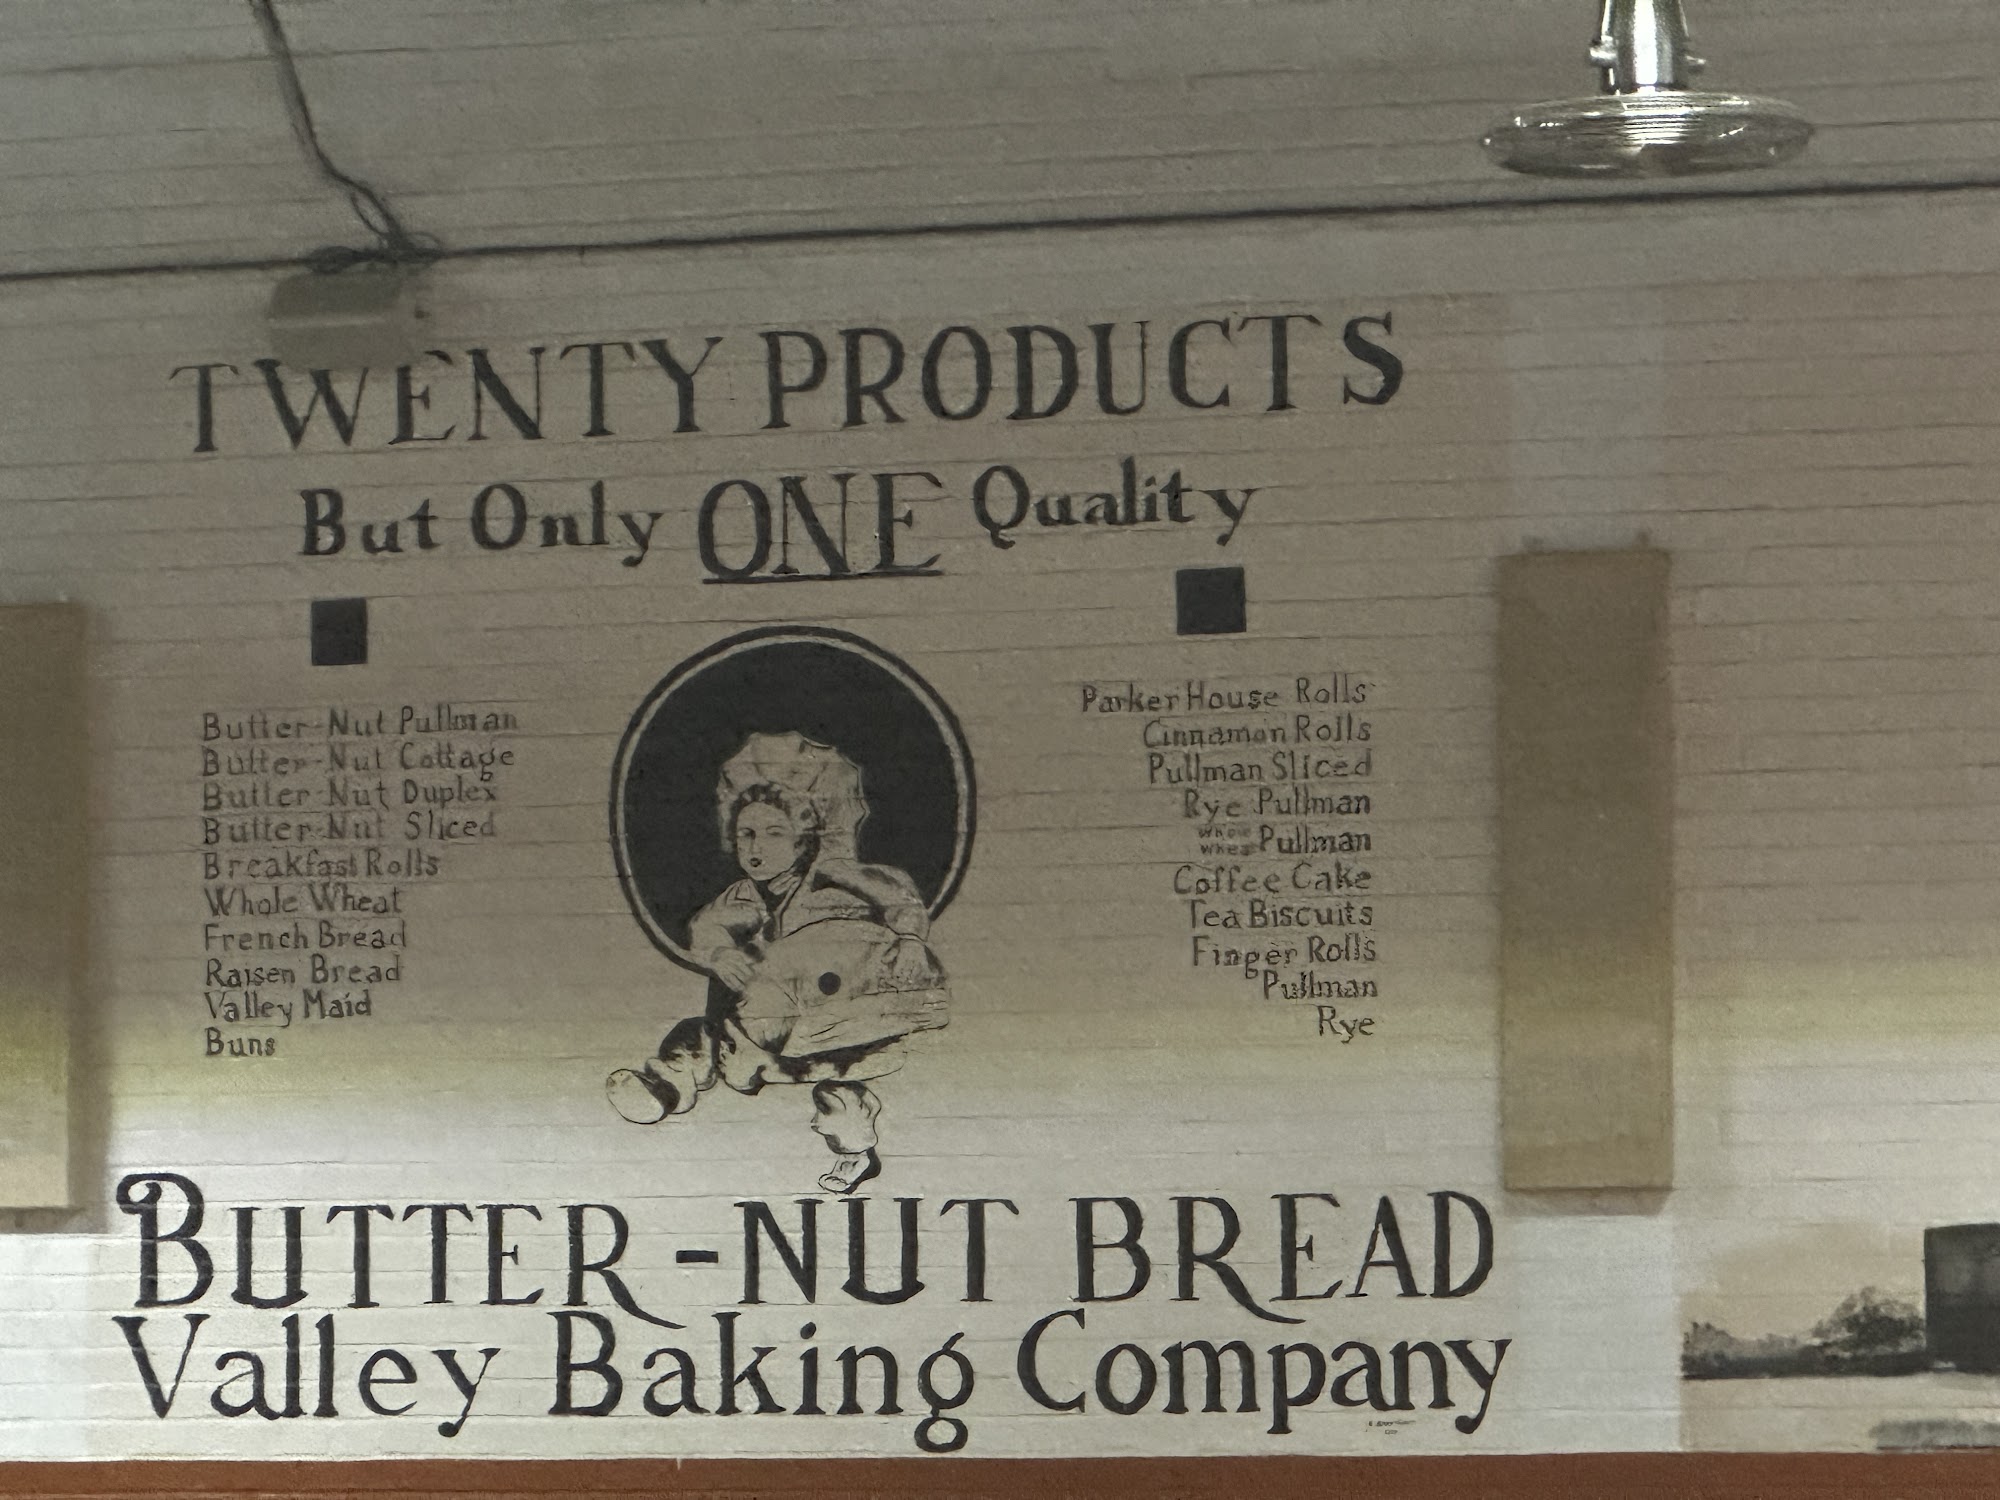 TWENTY PRODUCTS
But Only ONE Quality
Butter-Nut Pullman
Butter-Nut Cottage
Butter-Nut Duplex
Butter-Nut Sliced
Breakfast Rolls
Whole Wheat
French Bread
Raisen Bread
Valley Maid
Buns
Parker House Rolls
Cinnamon Rolls
Pullman Sliced
Rye Pullman
Whole Wheat Pullman
Coffee Cake
Tea Biscuits
Finger Rolls
Pullman
Rye
BUTTER-NUT BREAD
Valley Baking Company